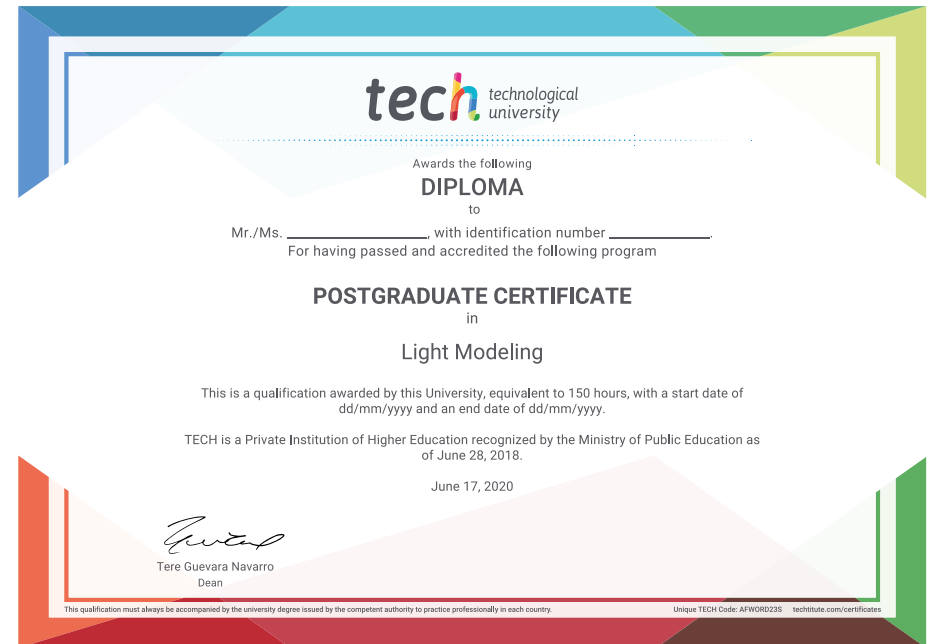 tech technological
university
Awards the following
DIPLOMA
to
Mr./Ms. ____________, with identification number ____________.
For having passed and accredited the following program
POSTGRADUATE CERTIFICATE
in
Light Modeling
This is a qualification awarded by this University, equivalent to 150 hours, with a start date of
dd/mm/yyyy and an end date of dd/mm/yyyy.
TECH is a Private Institution of Higher Education recognized by the Ministry of Public Education as
of June 28, 2018.
June 17, 2020
Tere Guevara Navarro
Dean
This qualification must always be accompanied by the university degree issued by the competent authority to practice professionally in each country. Unique TECH Code: AFWORD23S techtitute.com/certificates